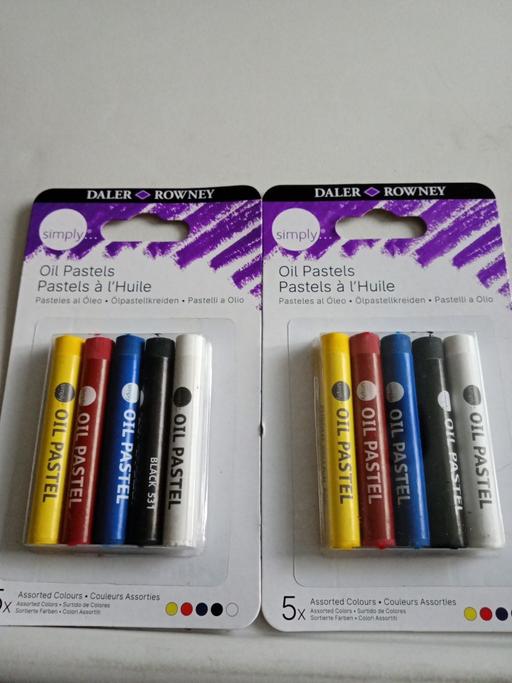 DALER ROWNEY
simply...
Oil Pastels
Pastels à l'Huile
Pasteles al Óleo • Ölpastellkreiden • Pastelli a Olio
OIL PASTEL
OIL PASTEL
OIL PASTEL
BLACK 531
OIL PASTEL
5x
Assorted Colours • Couleurs Assorties
Assorted Colors • Surtido de Colores
Sortierte Farben • Colori Assortiti
DALER ROWNEY
simply...
Oil Pastels
Pastels à l'Huile
Pasteles al Óleo • Ölpastellkreiden • Pastelli a Olio
OIL PASTEL
OIL PASTEL
OIL PASTEL
OIL PASTEL
OIL PASTEL
5x
Assorted Colours • Couleurs Assorties
Assorted Colors • Surtido de Colores
Sortierte Farben • Colori Assortiti